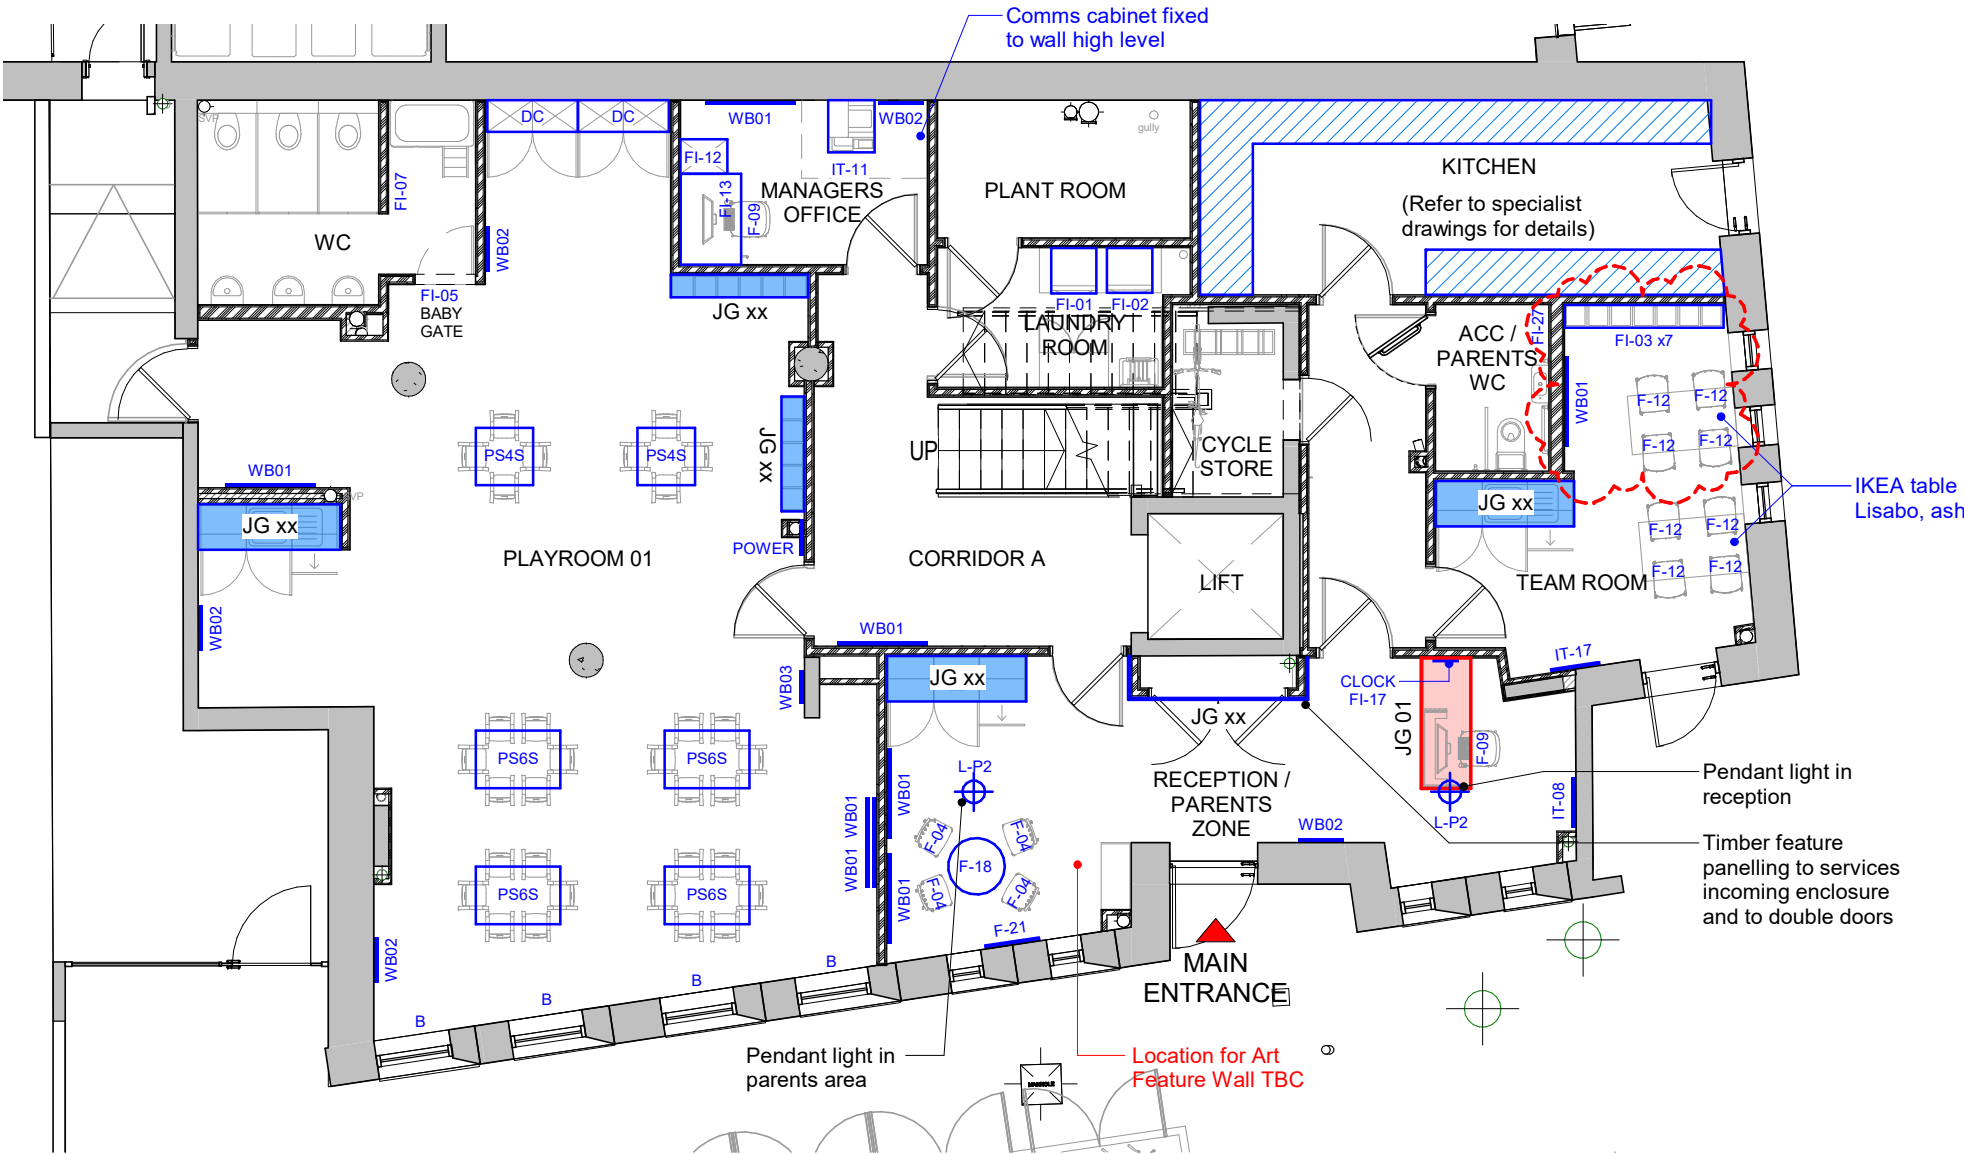 Comms cabinet fixed
to wall high level
SVP
DC
DC
WB01
WB02
gully
FI-12
IT-11
FI-07
FI-13
F-09
MANAGERS
OFFICE
PLANT ROOM
KITCHEN
(Refer to specialist
drawings for details)
WC
WB02
FI-05
BABY
GATE
JG xx
FI-01
FI-02
LAUNDRY
ROOM
ACC /
PARENTS
WC
FI-27
FI-03 x7
WB01
F-12
F-12
F-12
F-12
PS4S
PS4S
JG xx
UP
CYCLE
STORE
WB01
SVP
JG xx
JG xx
IKEA table
Lisabo, ash
F-12
F-12
F-12
F-12
POWER
PLAYROOM 01
CORRIDOR A
LIFT
TEAM ROOM
WB02
WB01
WB03
JG xx
JG xx
CLOCK
FI-17
IT-17
JG 01
F-09
PS6S
PS6S
L-P2
WB01
RECEPTION /
PARENTS
ZONE
L-P2
IT-08
Pendant light in
reception
WB01
WB01
WB02
F-04
F-04
F-18
F-04
F-04
WB01
Timber feature
panelling to services
incoming enclosure
and to double doors
PS6S
PS6S
WB02
F-21
MAIN
ENTRANCE
B
B
B
B
Pendant light in
parents area
Location for Art
Feature Wall TBC
MANHOLE